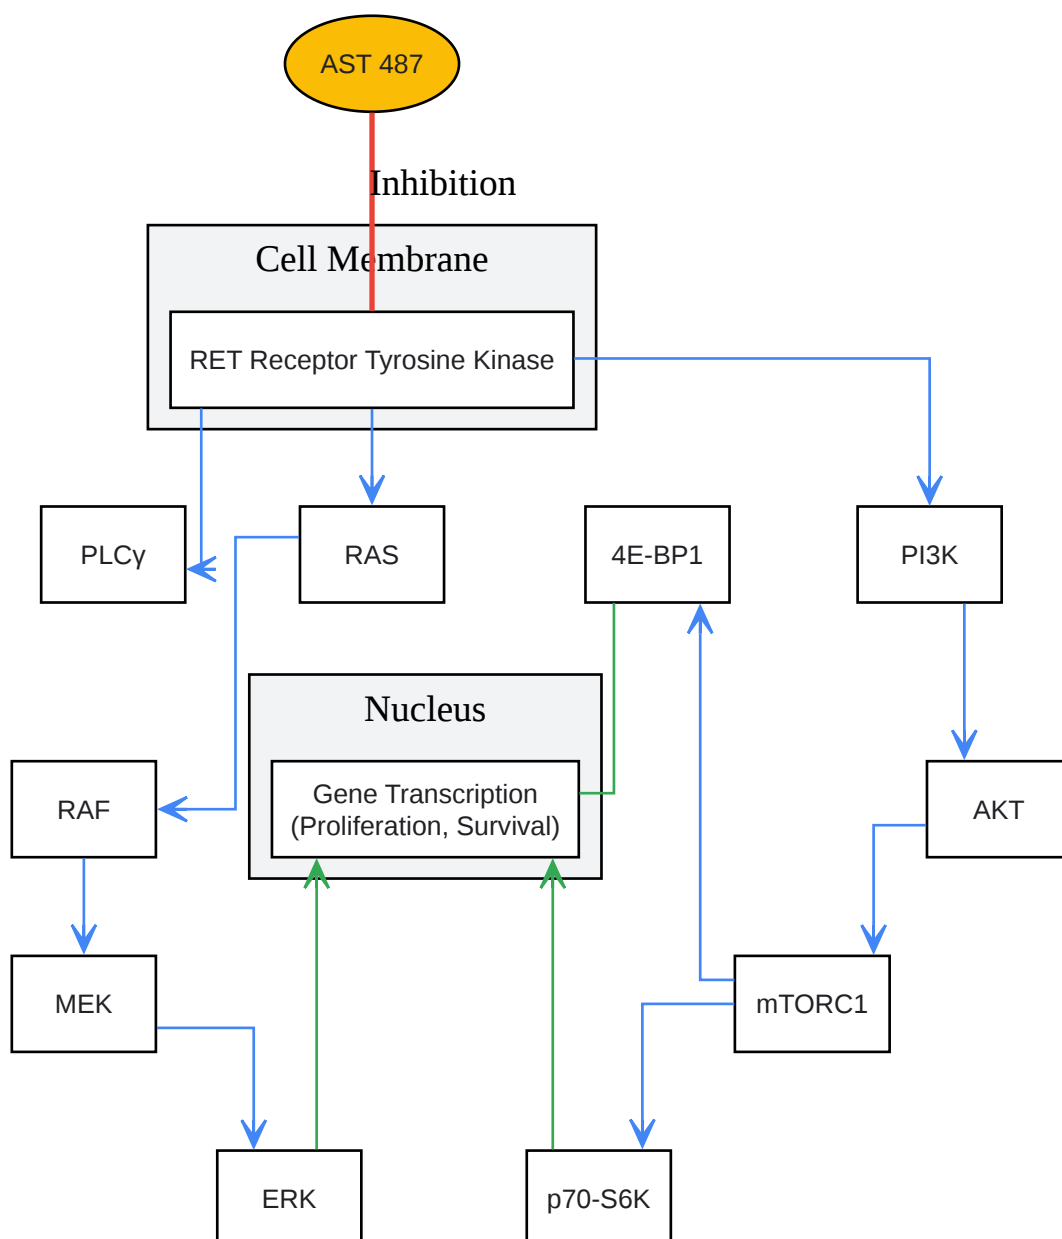 AST 487
Inhibition
Cell Membrane
RET Receptor Tyrosine Kinase
PLCγ
RAS
4E-BP1
PI3K
Nucleus
Gene Transcription
(Proliferation, Survival)
RAF
AKT
MEK
mTORC1
ERK
p70-S6K